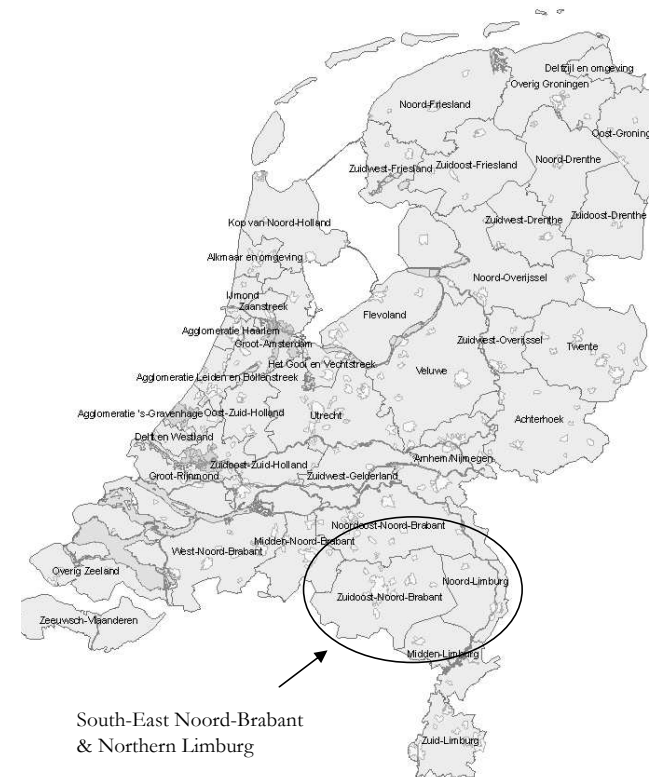 Delfzijl en omgeving
Overig Groningen
Noord-Friesland
Oost-Groning
Zuidwest-Friesland
Zuidoost-Friesland
Noord-Drenthe
Kop van Noord-Holland
Zuidwest-Drenthe
Zuidoost-Drenthe
Alkmaar en omgeving
Noord-Overijssel
IJmond
Zaanstreek
Flevoland
Agglomeratie Haarlem
Groot-Amsterdam
Zuidwest-Overijssel
Twente
Het Gooi en Vechtstreek
Veluwe
Agglomeratie Leiden en Bollenstreek
Agglomeratie 's-Gravenhage
Oost-Zuid-Holland
Utrecht
Achterhoek
Delft en Westland
Arnhem/Nijmegen
Zuidoost-Zuid-Holland
Groot-Rijnmond
Zuidwest-Gelderland
Noordoost-Noord-Brabant
Midden-Noord-Brabant
West-Noord-Brabant
Overig Zeeland
Noord-Limburg
Zuidoost-Noord-Brabant
Zeeuwsch-Vlaanderen
Midden-Limburg
South-East Noord-Brabant
& Northern Limburg
Zuid-Limburg